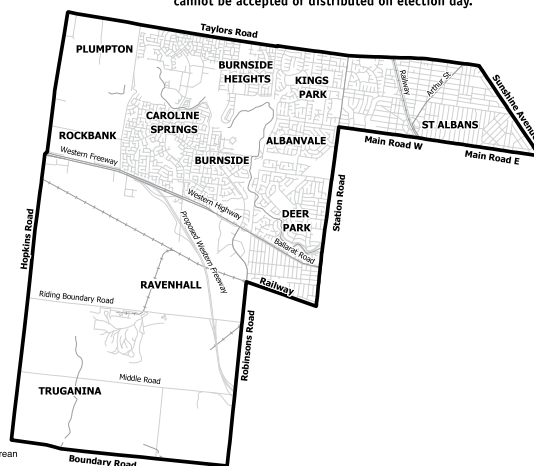 cannot be accepted or distributed on election day.
Taylors Road
PLUMPTON
BURNSIDE
HEIGHTS
KINGS
PARK
Railway
Arthur St
Sunshine Avenue
CAROLINE
SPRINGS
ST ALBANS
ROCKBANK
ALBANVALE
Main Road W
Main Road E
Western Freeway
BURNSIDE
Station Road
Western Highway
DEER
PARK
Hopkins Road
Proposed Western Freeway
Ballarat Road
RAVENHALL
Railway
Riding Boundary Road
Robinsons Road
Middle Road
TRUGANINA
rean
Boundary Road